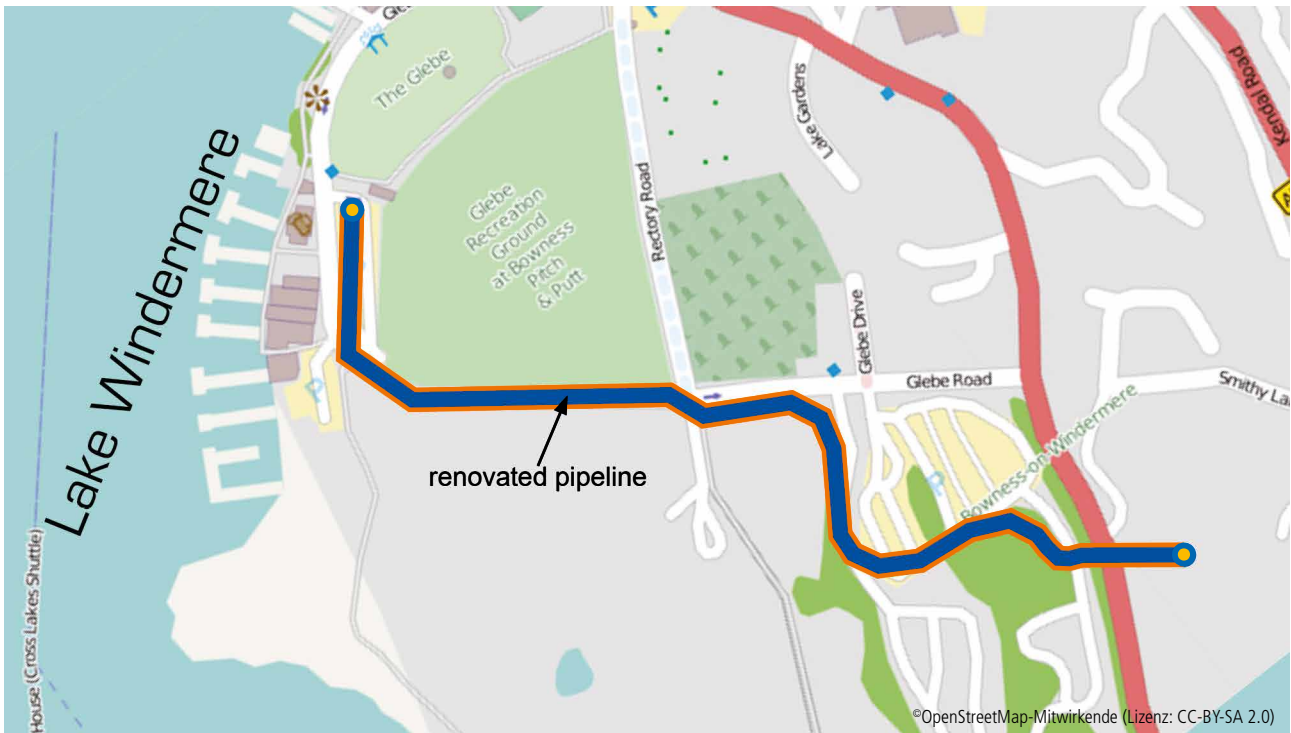 The Glebe
Kendal Road
Lake Gardens
Lake Windermere
Glebe
Recreation
Ground
at Bowness
Pitch
& Putt
Rectory Road
Glebe Drive
Glebe Road
Smithy La
Bowness-on-Windermere
renovated pipeline
House (Cross Lakes Shuttle)
©OpenStreetMap-Mitwirkende (Lizenz: CC-BY-SA 2.0)